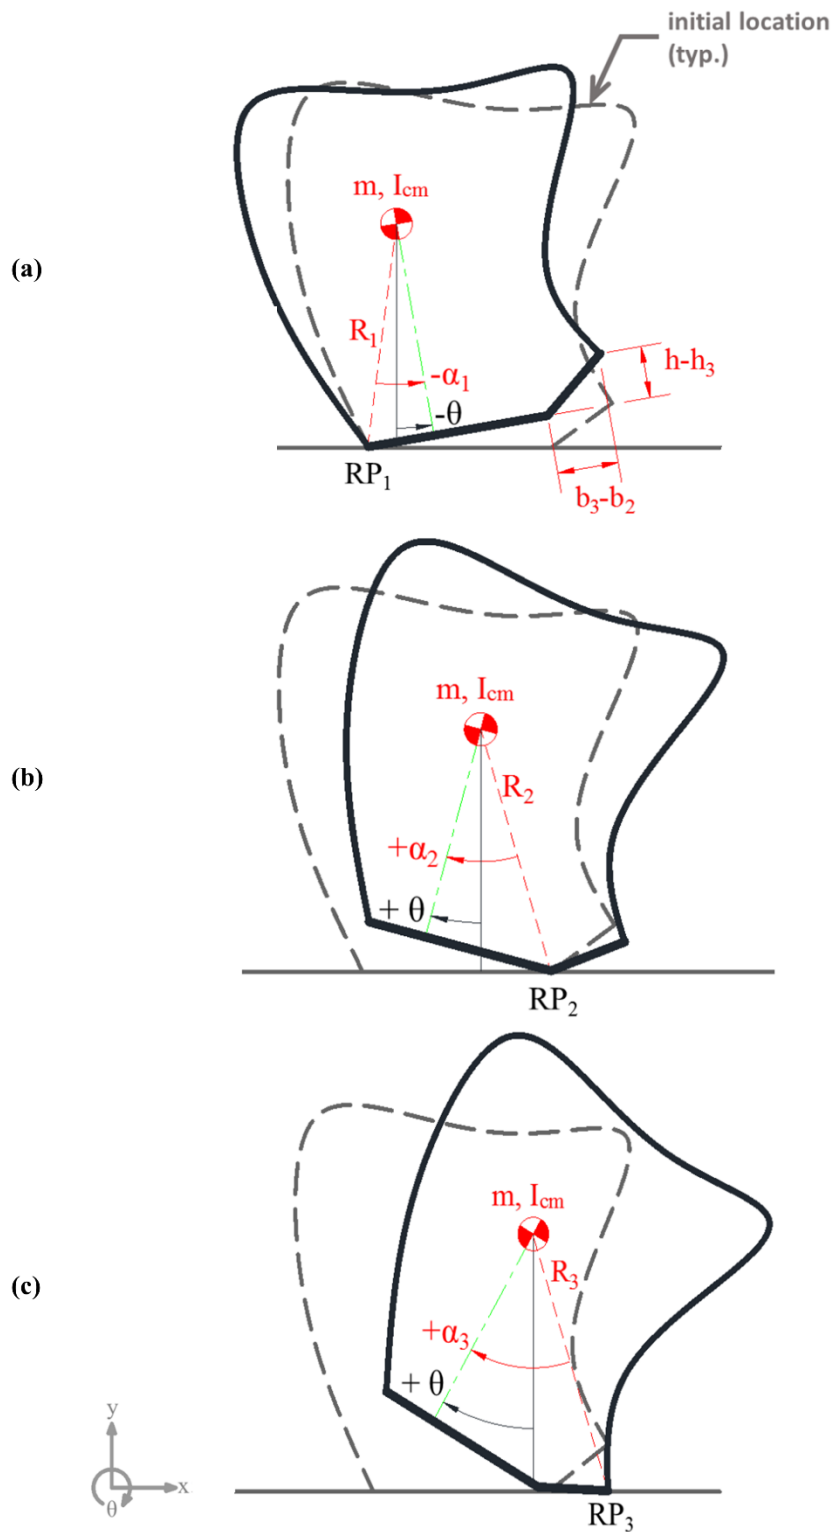 initial location
(typ.)
m, Icm
(a)
R1
-α1
h-h3
-θ
RP1
b3-b2
m, Icm
(b)
R2
+α2
+ θ
RP2
m, Icm
R3
(c)
+α3
+ θ
y
x
θ
RP3